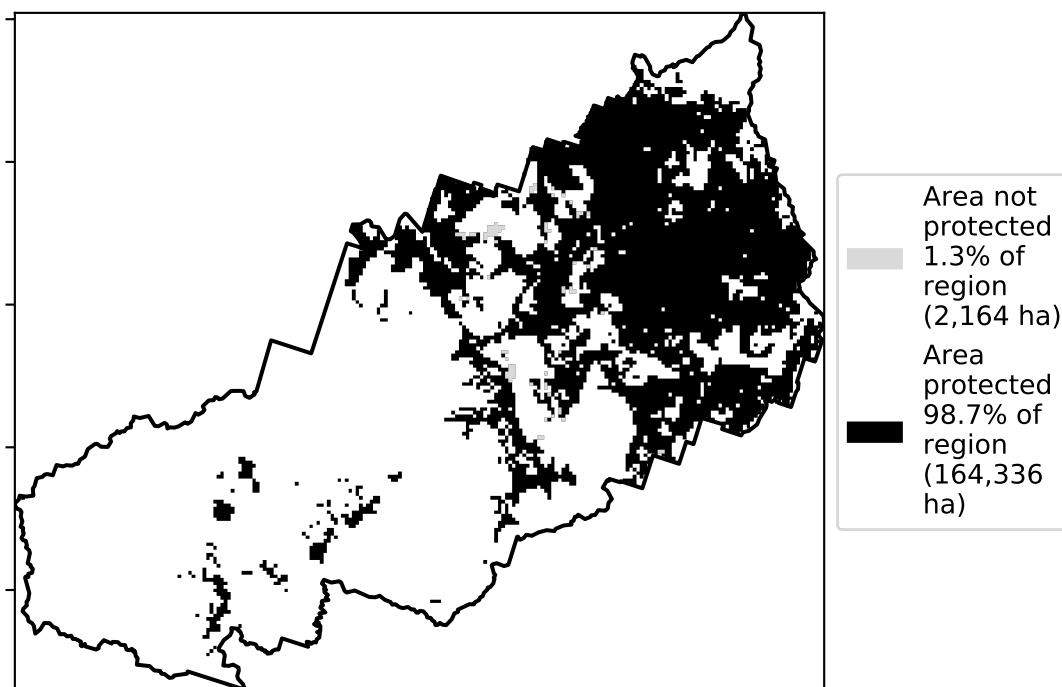 Area not
protected
1.3% of
region
(2,164 ha)
Area
protected
98.7% of
region
(164,336
ha)